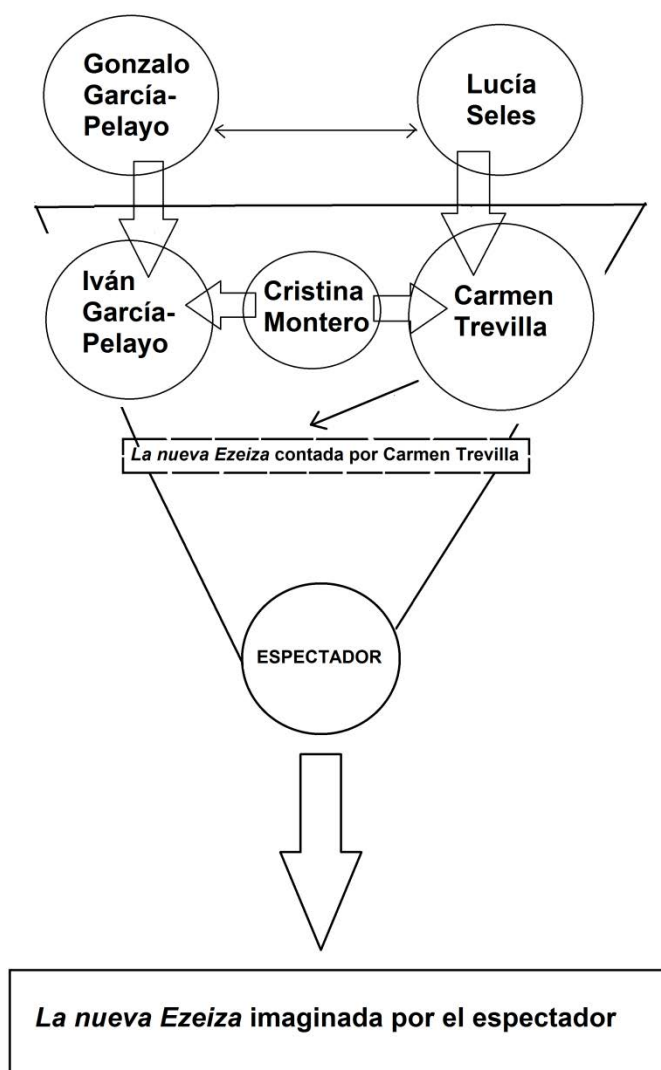 Gonzalo
García-
Pelayo
Lucía
Seles
Iván
García-
Pelayo
Cristina
Montero
Carmen
Trevilla
La nueva Ezeiza contada por Carmen Trevilla
ESPECTADOR
La nueva Ezeiza imaginada por el espectador